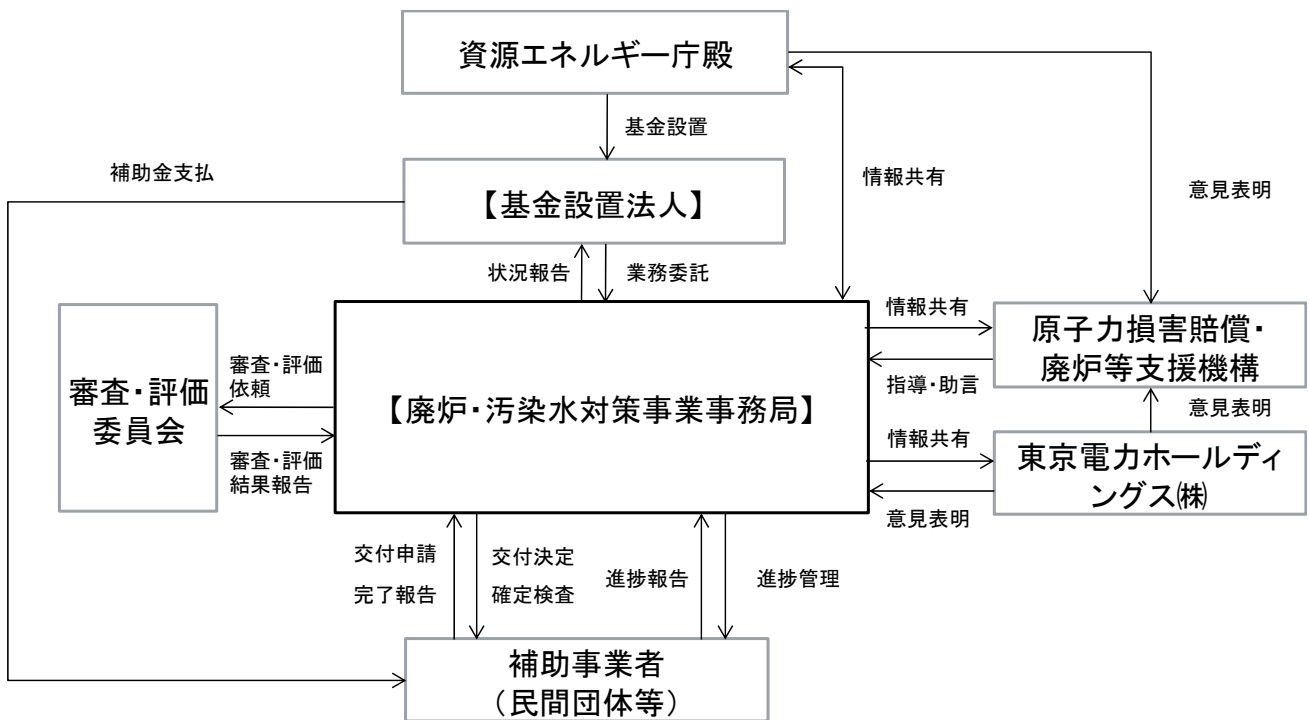 資源エネルギー庁殿
基金設置
補助金支払
情報共有
意見表明
【基金設置法人】
状況報告
業務委託
審査・評価
委員会
審査・評価
依頼
審査・評価
結果報告
【廃炉・汚染水対策事業事務局】
情報共有
指導・助言
原子力損害賠償・
廃炉等支援機構
意見表明
情報共有
意見表明
東京電力ホールディ
ングス㈱
交付申請
完了報告
交付決定
確定検査
進捗報告
進捗管理
補助事業者
（民間団体等）